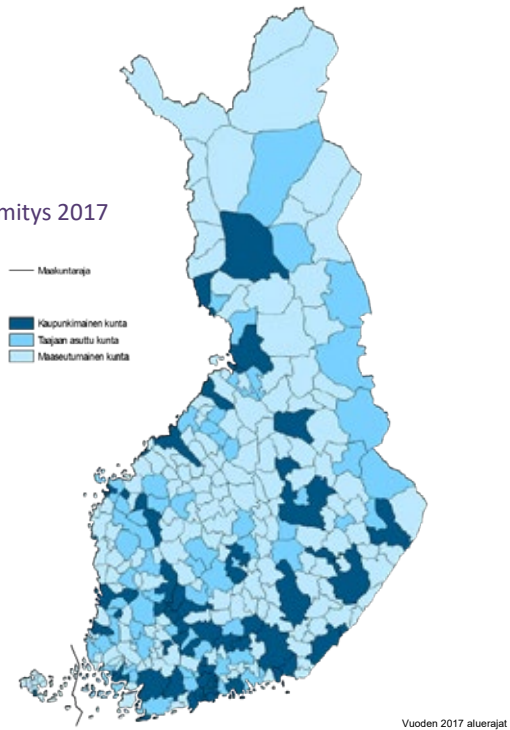 mitys 2017
Maakuntaraja
Kaupunkimainen kunta
Taajaan asuttu kunta
Maaseutumainen kunta
Vuoden 2017 aluerajat